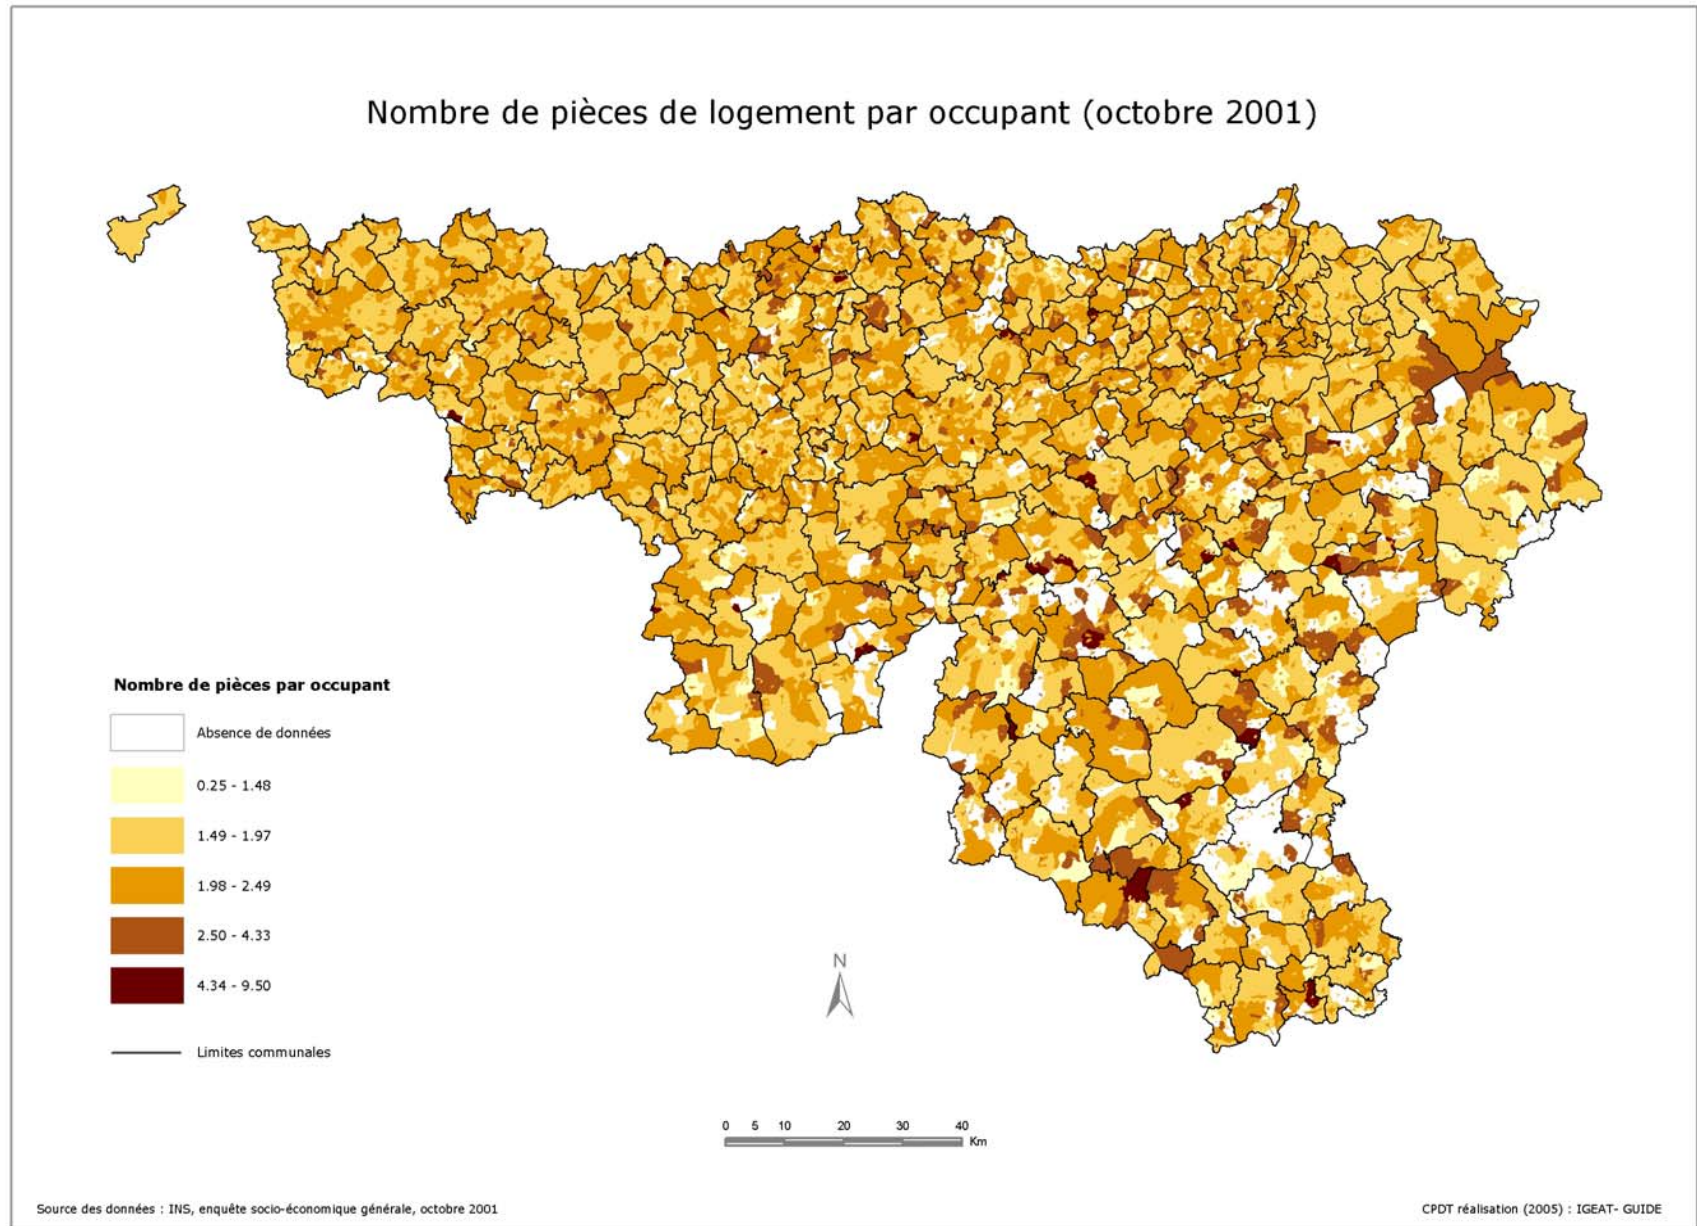 Nombre de pièces de logement par occupant (octobre 2001)
Nombre de pièces par occupant
Absence de données
0.25 - 1.48
1.49 - 1.97
1.98 - 2.49
2.50 - 4.33
4.34 - 9.50
Limites communales
N
0 5 10 20 30 40
Km
Source des données : INS, enquête socio-économique générale, octobre 2001
CPDT réalisation (2005) : IGEAT- GUIDE